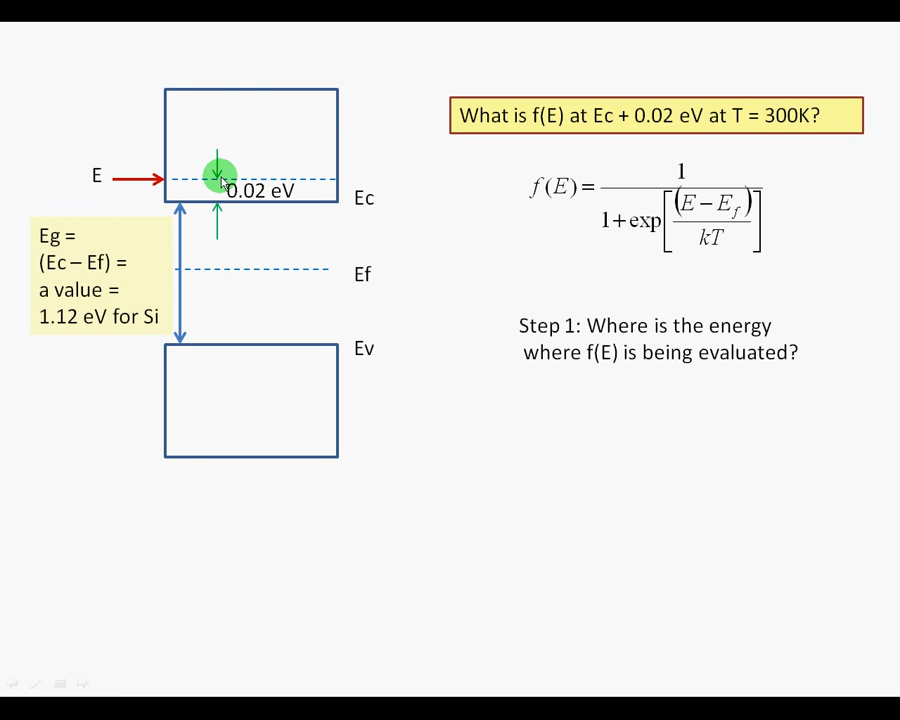 What is f(E) at Ec + 0.02 eV at T = 300K?
E
0.02 eV
Ec
f(E) = 1 / 1+exp[(E−E_f)/kT]
Eg =
(Ec – Ef) =
a value =
1.12 eV for Si
Ef
Ev
Step 1: Where is the energy
where f(E) is being evaluated?